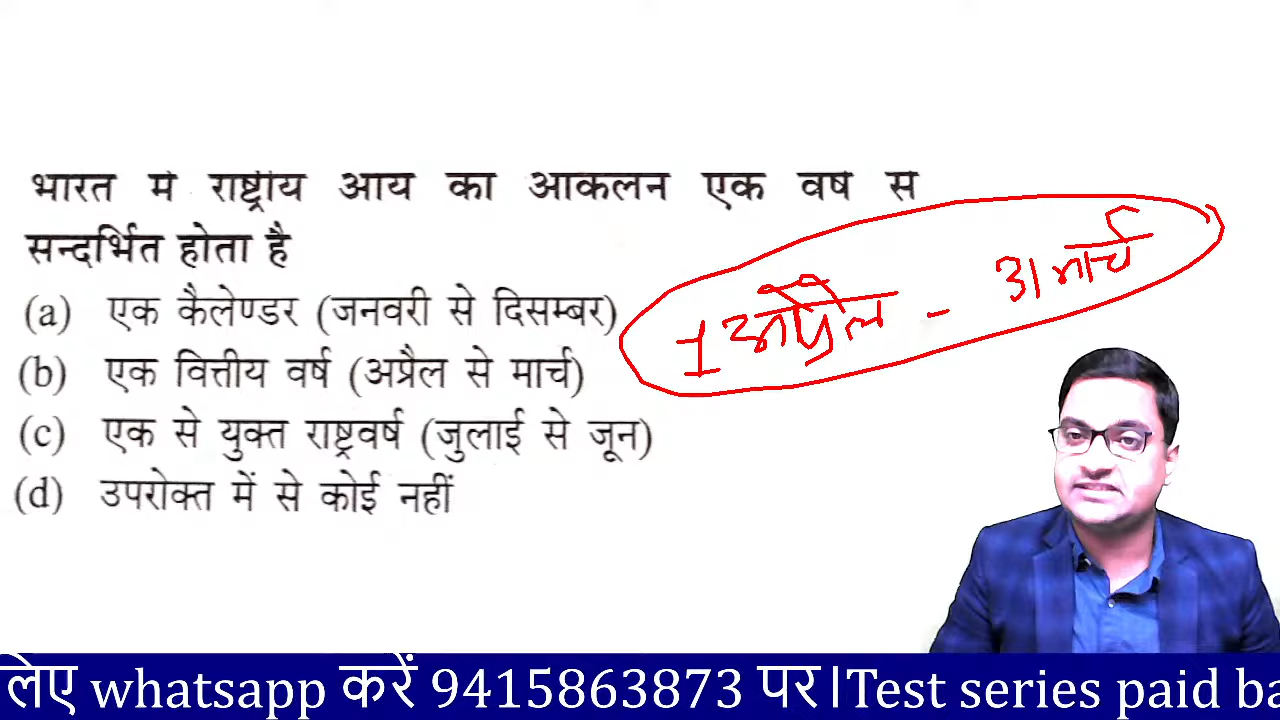 भारत में राष्ट्रीय आय का आकलन एक वर्ष से
सन्दर्भित होता है
(a) एक कैलेण्डर (जनवरी से दिसम्बर)
(b) एक वित्तीय वर्ष (अप्रैल से मार्च)
(c) एक से युक्त राष्ट्रवर्ष (जुलाई से जून)
(d) उपरोक्त में से कोई नहीं
1 अप्रैल - 31 मार्च
लिए whatsapp करें 9415863873 पर।Test series paid ba